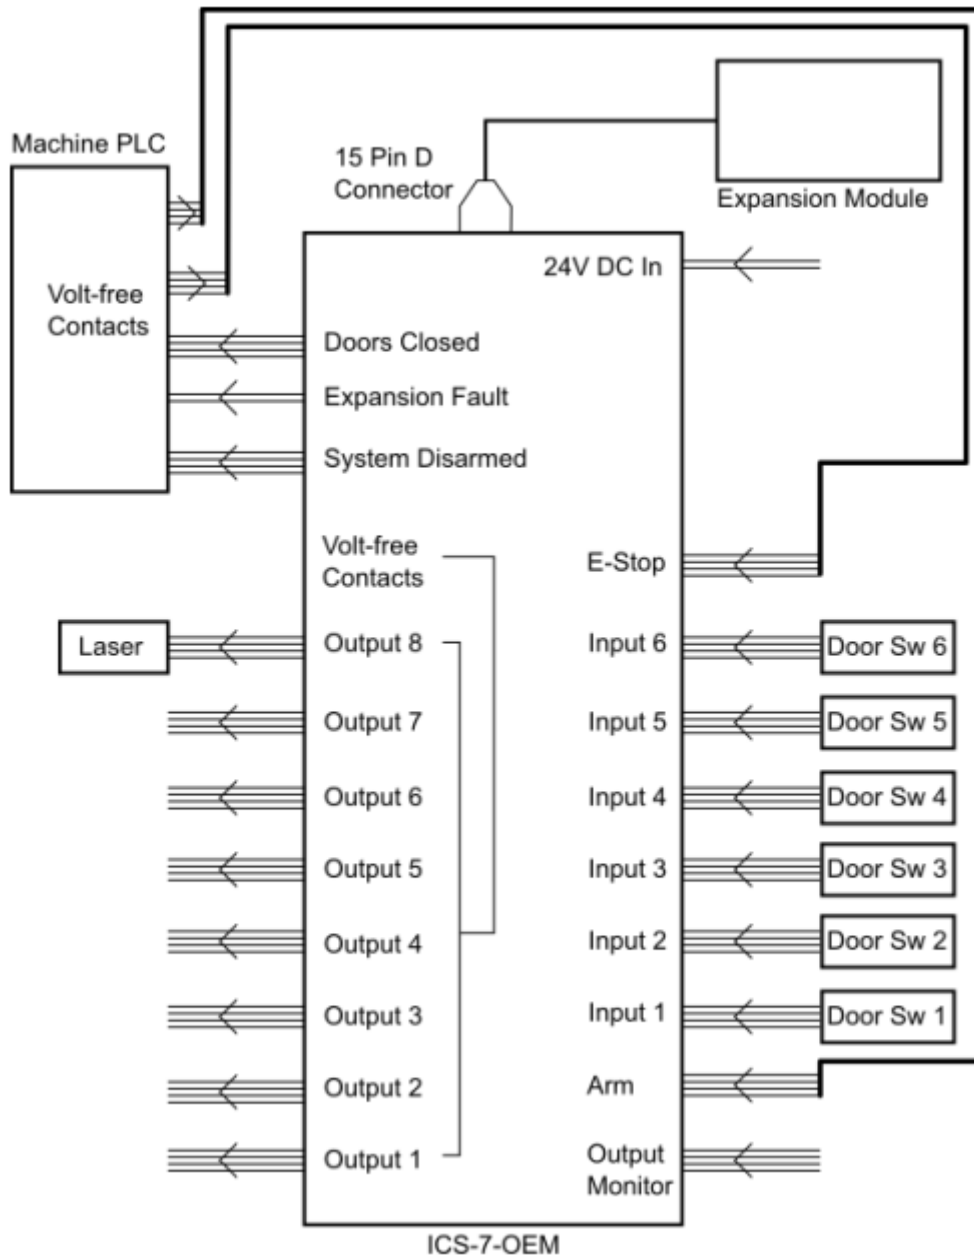 Machine PLC
15 Pin D
Connector
Expansion Module
24V DC In
Volt-free
Contacts
Doors Closed
Expansion Fault
System Disarmed
Volt-free
Contacts
E-Stop
Laser
Output 8
Input 6
Door Sw 6
Output 7
Input 5
Door Sw 5
Output 6
Input 4
Door Sw 4
Output 5
Input 3
Door Sw 3
Output 4
Input 2
Door Sw 2
Output 3
Input 1
Door Sw 1
Output 2
Arm
Output 1
Output
Monitor
ICS-7-OEM